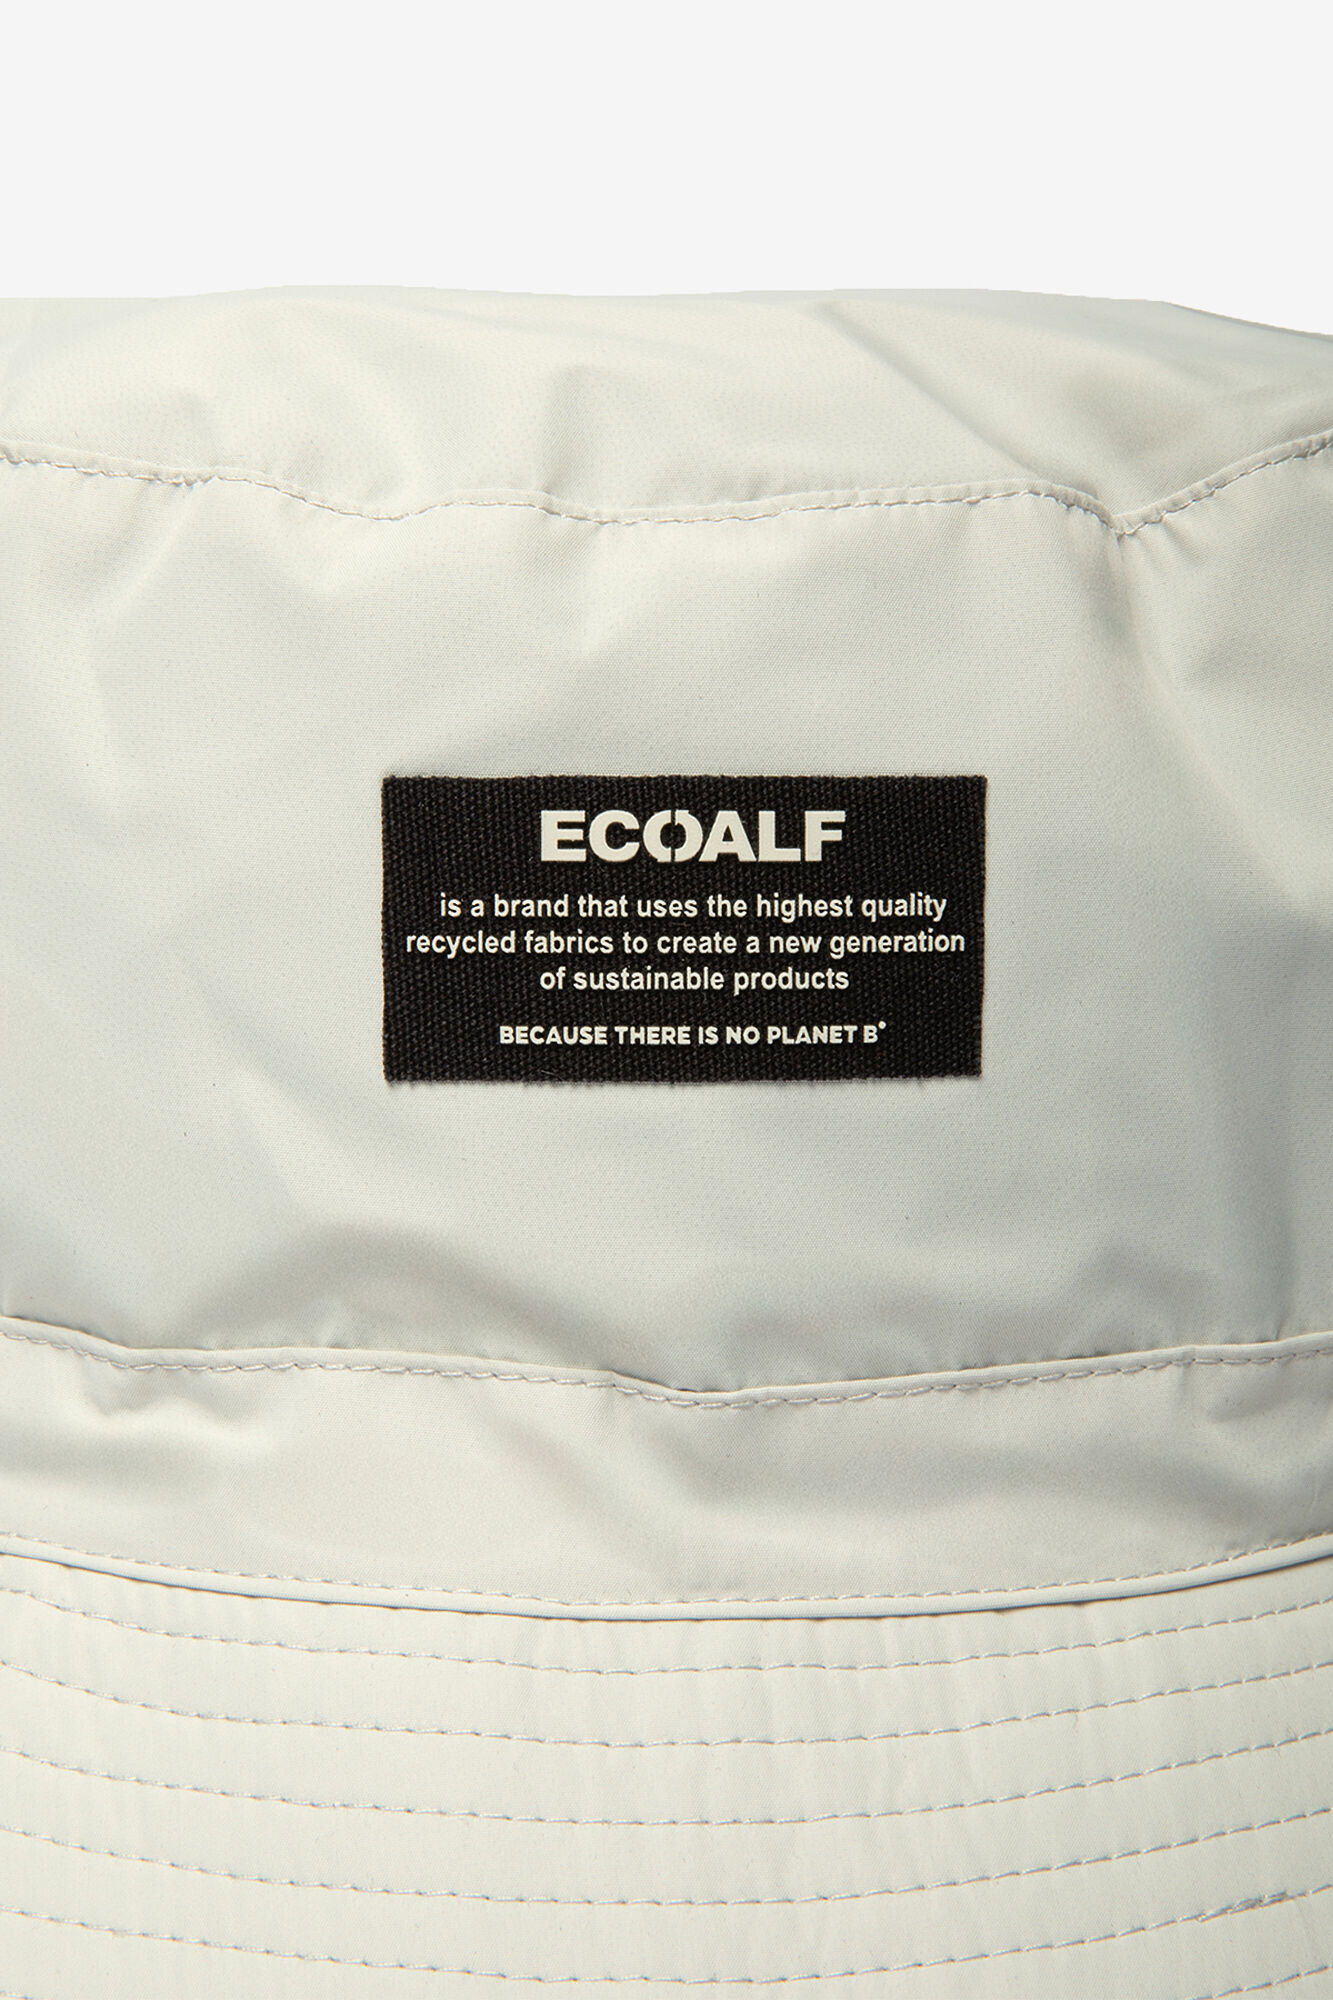 ECOALF
is a brand that uses the highest quality
recycled fabrics to create a new generation
of sustainable products
BECAUSE THERE IS NO PLANET B®